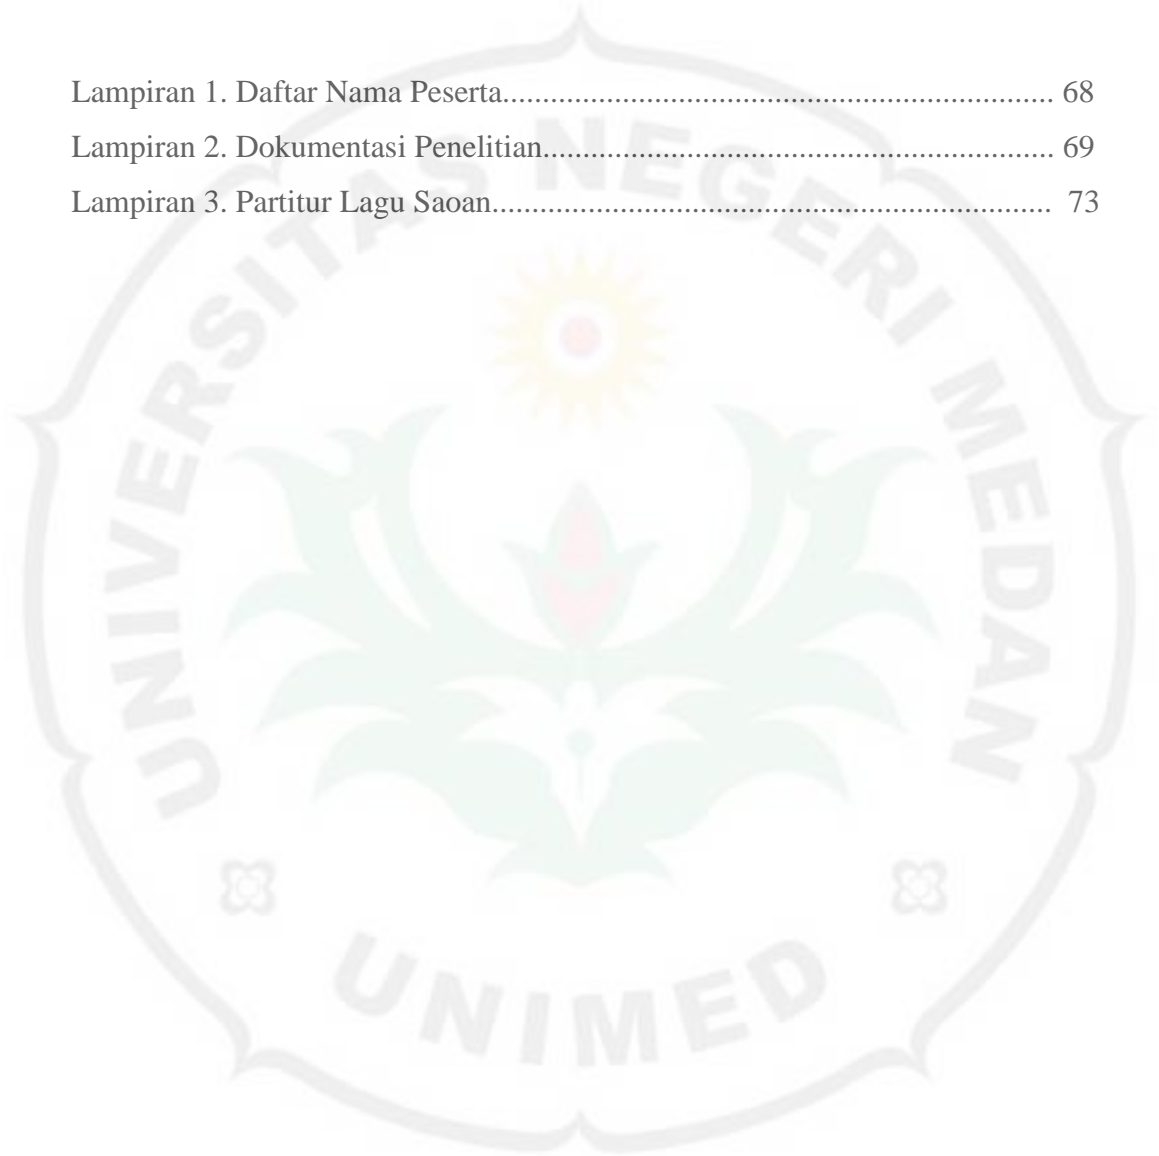 Lampiran 1. Daftar Nama Peserta.................................................................... 68
Lampiran 2. Dokumentasi Penelitian............................................................... 69
Lampiran 3. Partitur Lagu Saoan..................................................................... 73
UNIVERSITAS NEGERI MEDAN
UNIMED